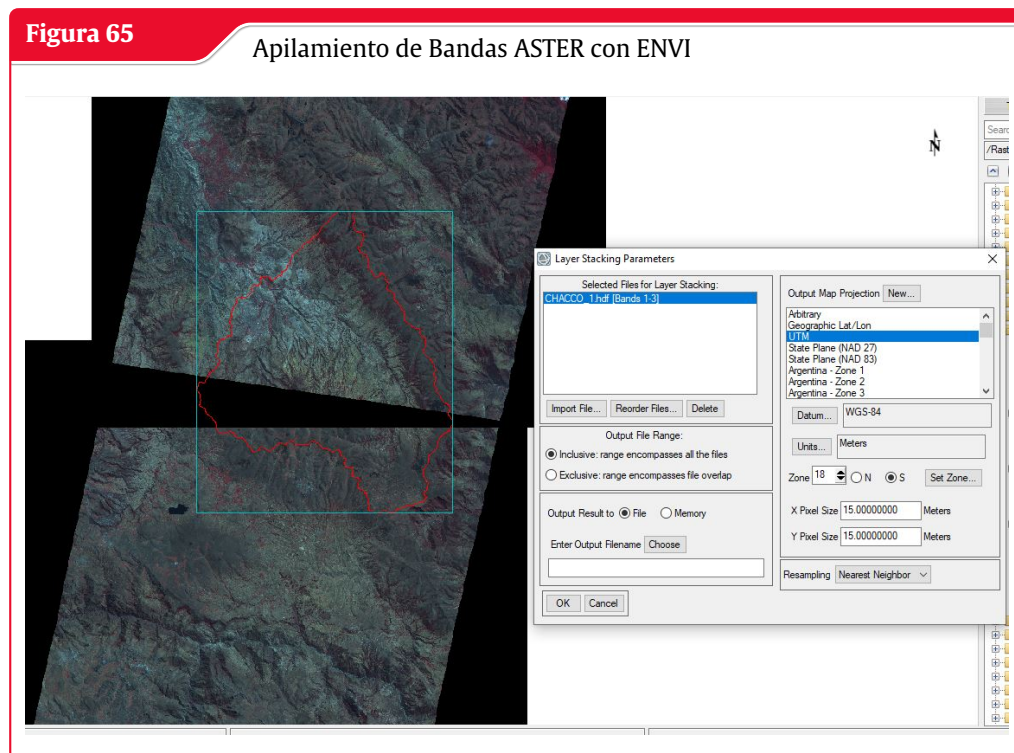 Figura 65
Apilamiento de Bandas ASTER con ENVI
N
Searc
/Rast
Layer Stacking Parameters
Selected Files for Layer Stacking:
CHACCO_1.hdf [Bands 1-3]
Import File...
Reorder Files...
Delete
Output File Range:
Inclusive: range encompasses all the files
Exclusive: range encompasses file overlap
Output Result to File Memory
Enter Output Filename Choose
OK Cancel
Output Map Projection New...
Arbitrary
Geographic Lat/Lon
UTM
State Plane (NAD 27)
State Plane (NAD 83)
Argentina - Zone 1
Argentina - Zone 2
Argentina - Zone 3
Datum... WGS-84
Units... Meters
Zone 18 N S Set Zone...
X Pixel Size 15.00000000 Meters
Y Pixel Size 15.00000000 Meters
Resampling Nearest Neighbor